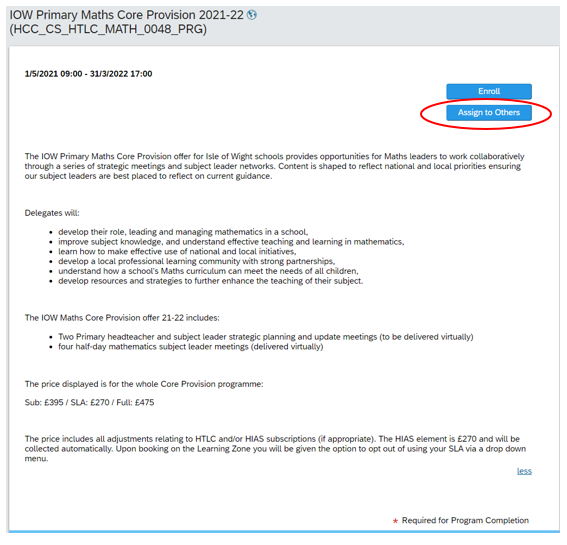 IOW Primary Maths Core Provision 2021-22
(HCC_CS_HTLC_MATH_0048_PRG)
1/5/2021 09:00 - 31/3/2022 17:00
Enroll
Assign to Others
The IOW Primary Maths Core Provision offer for Isle of Wight schools provides opportunities for Maths leaders to work collaboratively
through a series of strategic meetings and subject leader networks. Content is shaped to reflect national and local priorities ensuring
our subject leaders are best placed to reflect on current guidance.
Delegates will:
• develop their role, leading and managing mathematics in a school,
• improve subject knowledge, and understand effective teaching and learning in mathematics,
• learn how to make effective use of national and local initiatives,
• develop a local professional learning community with strong partnerships,
• understand how a school's Maths curriculum can meet the needs of all children,
• develop resources and strategies to further enhance the teaching of their subject.
The IOW Maths Core Provision offer 21-22 includes:
• Two Primary headteacher and subject leader strategic planning and update meetings (to be delivered virtually)
• four half-day mathematics subject leader meetings (delivered virtually)
The price displayed is for the whole Core Provision programme:
Sub: £395 / SLA: £270 / Full: £475
The price includes all adjustments relating to HTLC and/or HIAS subscriptions (if appropriate). The HIAS element is £270 and will be
collected automatically. Upon booking on the Learning Zone you will be given the option to opt out of using your SLA via a drop down
menu.
less
* Required for Program Completion